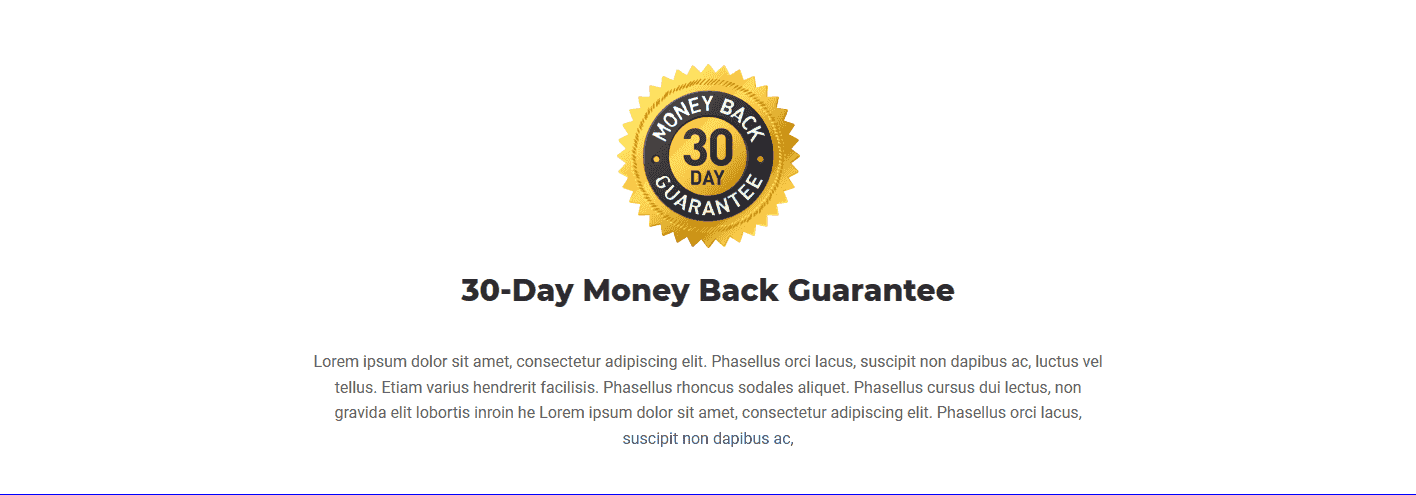 MONEY BACK
30
DAY
GUARANTEE
30-Day Money Back Guarantee
Lorem ipsum dolor sit amet, consectetur adipiscing elit. Phasellus orci lacus, suscipit non dapibus ac, luctus vel
tellus. Etiam varius hendrerit facilisis. Phasellus rhoncus sodales aliquet. Phasellus cursus dui lectus, non
gravida elit lobortis inroin he Lorem ipsum dolor sit amet, consectetur adipiscing elit. Phasellus orci lacus,
suscipit non dapibus ac,